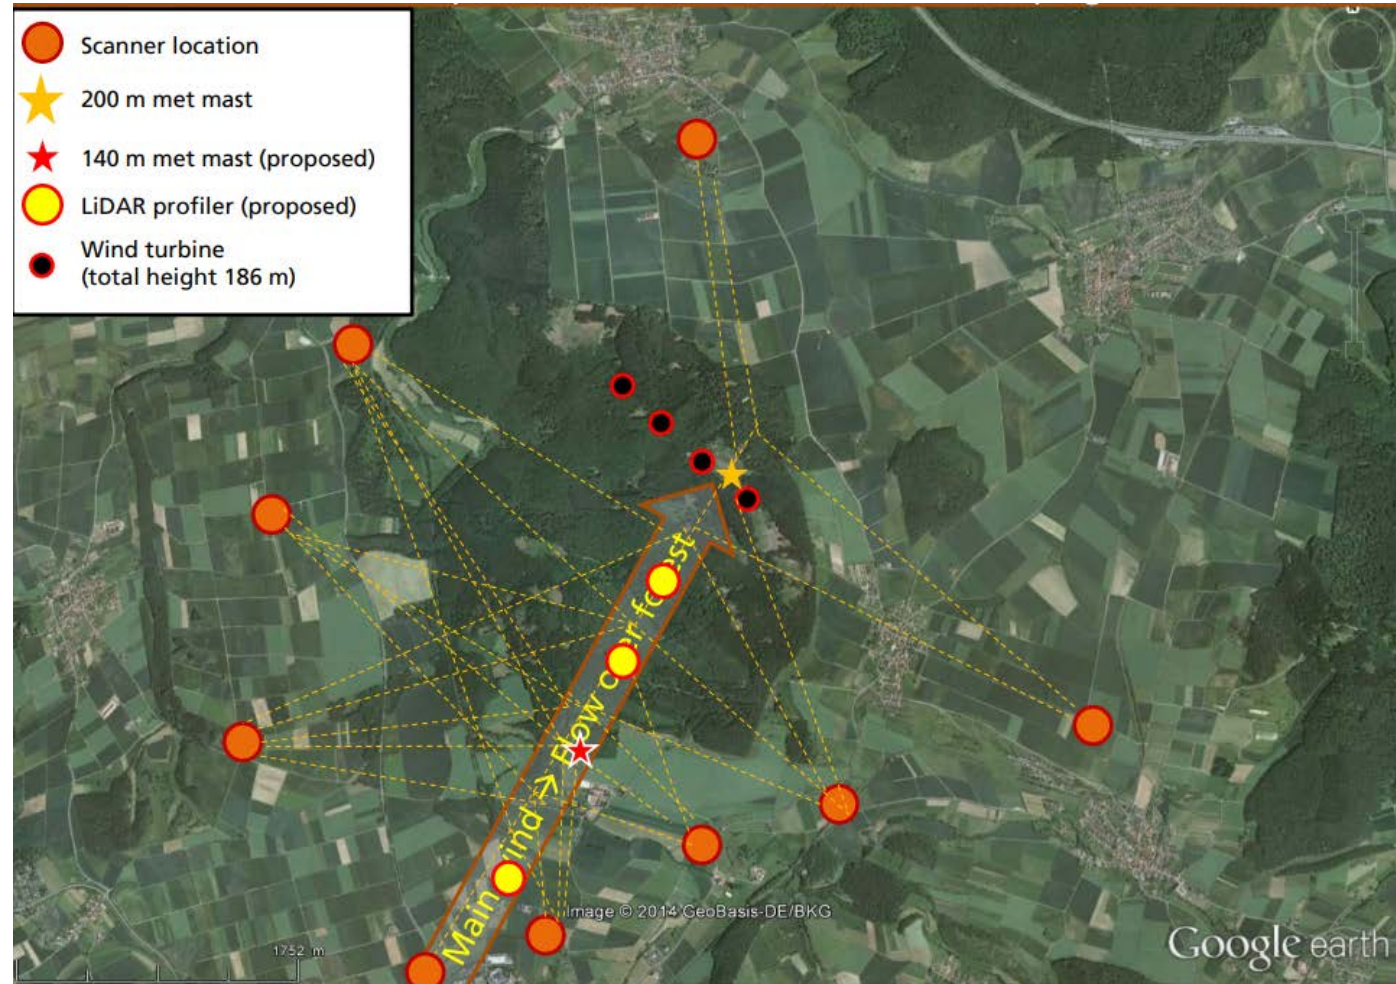 Scanner location
200 m met mast
140 m met mast (proposed)
LiDAR profiler (proposed)
Wind turbine
(total height 186 m)
Main ind → Flow over forest
Image © 2014 GeoBasis-DE/BKG
1752 m
Google earth